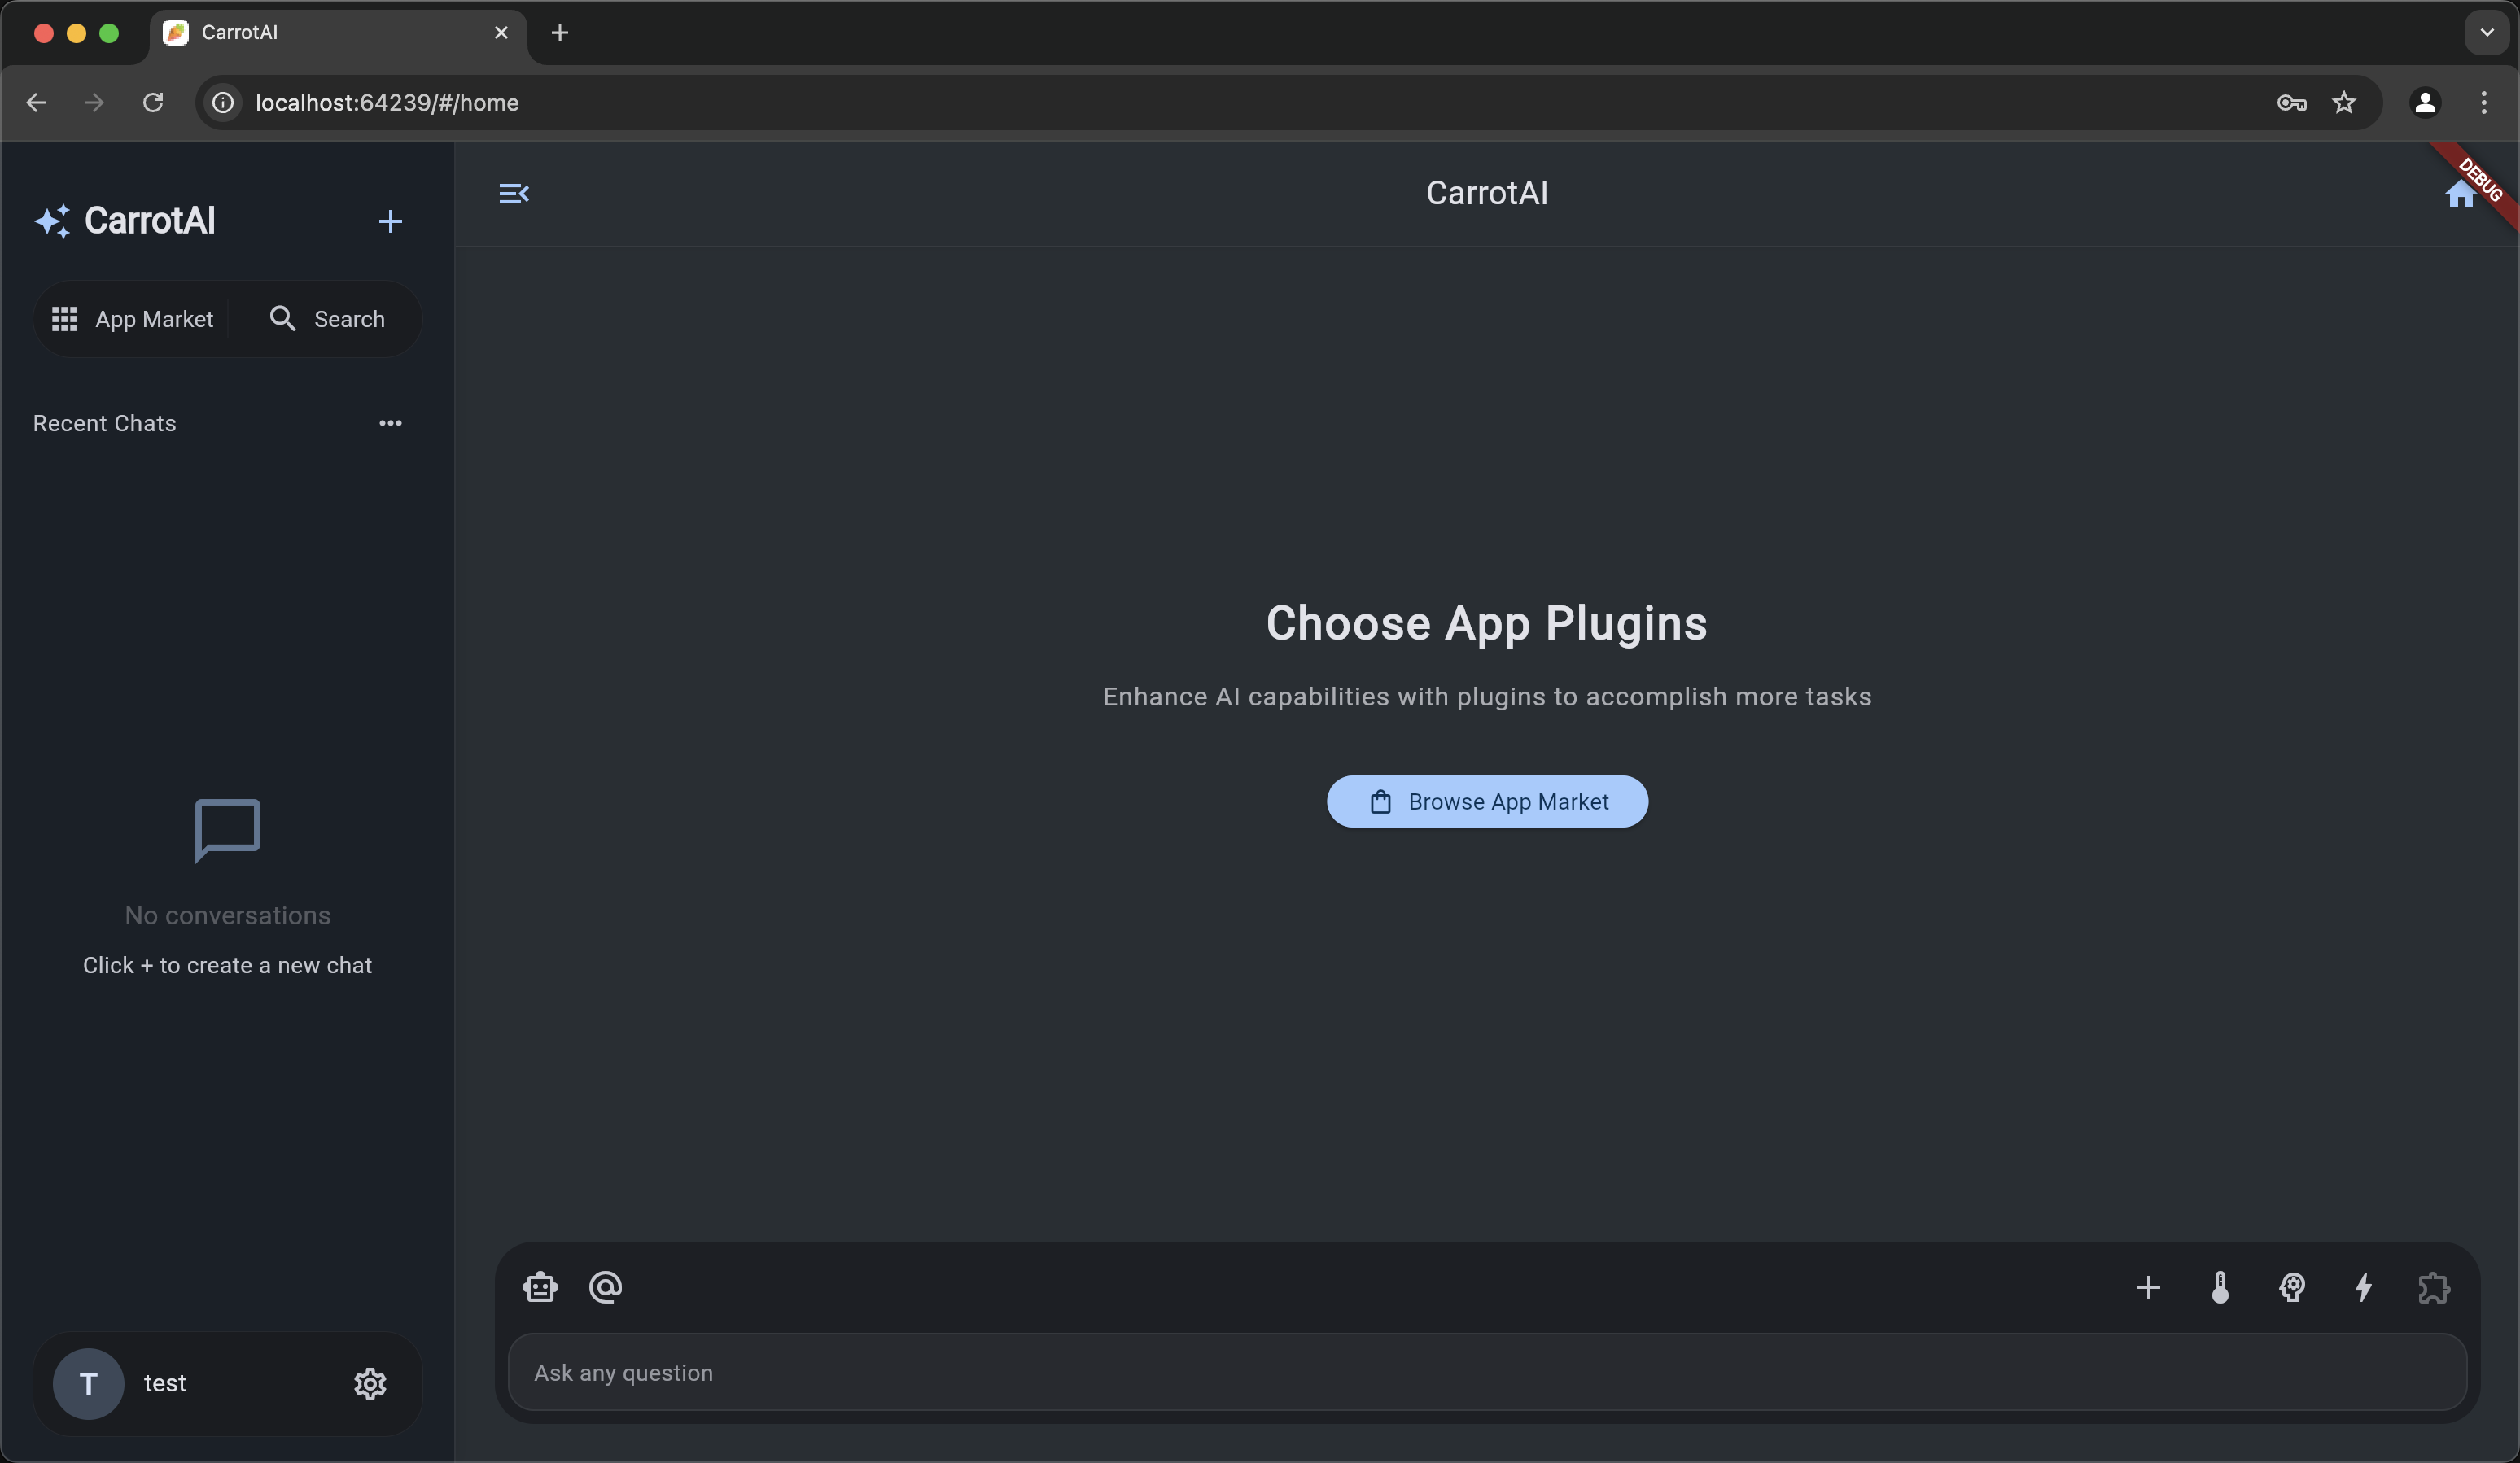 CarrotAI
localhost:64239/#/home
CarrotAI
App Market
Search
Recent Chats
No conversations
Click + to create a new chat
T
test
CarrotAI
DEBUG
Choose App Plugins
Enhance AI capabilities with plugins to accomplish more tasks
Browse App Market
Ask any question